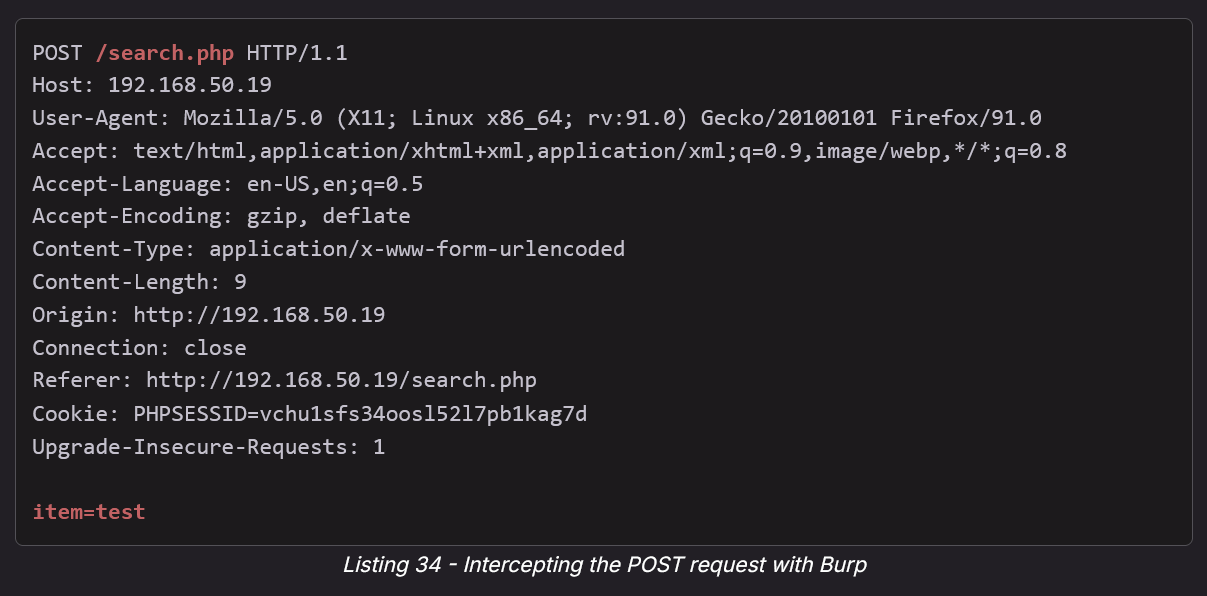 POST /search.php HTTP/1.1
Host: 192.168.50.19
User-Agent: Mozilla/5.0 (X11; Linux x86_64; rv:91.0) Gecko/20100101 Firefox/91.0
Accept: text/html,application/xhtml+xml,application/xml;q=0.9,image/webp,*/*;q=0.8
Accept-Language: en-US,en;q=0.5
Accept-Encoding: gzip, deflate
Content-Type: application/x-www-form-urlencoded
Content-Length: 9
Origin: http://192.168.50.19
Connection: close
Referer: http://192.168.50.19/search.php
Cookie: PHPSESSID=vchu1sfs34oosl52l7pb1kag7d
Upgrade-Insecure-Requests: 1
item=test
Listing 34 - Intercepting the POST request with Burp